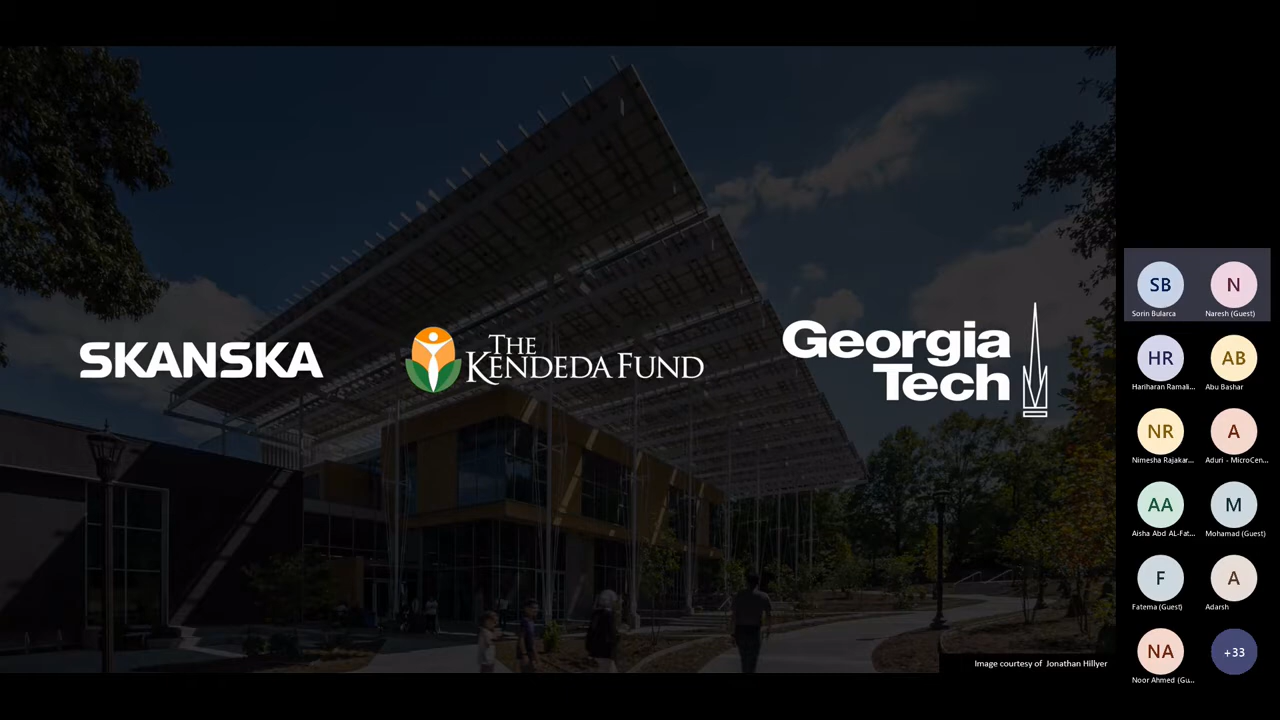 SKANSKA
THE
KENDEDA FUND
Georgia
Tech
Image courtesy of Jonathan Hillyer
SB
N
Sorin Bularca
Naresh (Guest)
HR
AB
Hariharan Ramali...
Abu Bashar
NR
A
Nimesha Rajakar...
Aduri - MicroCen...
AA
M
Aisha Abd AL-Fat...
Mohamad (Guest)
F
A
Fatema (Guest)
Adarsh
NA
+33
Noor Ahmed (Gu...